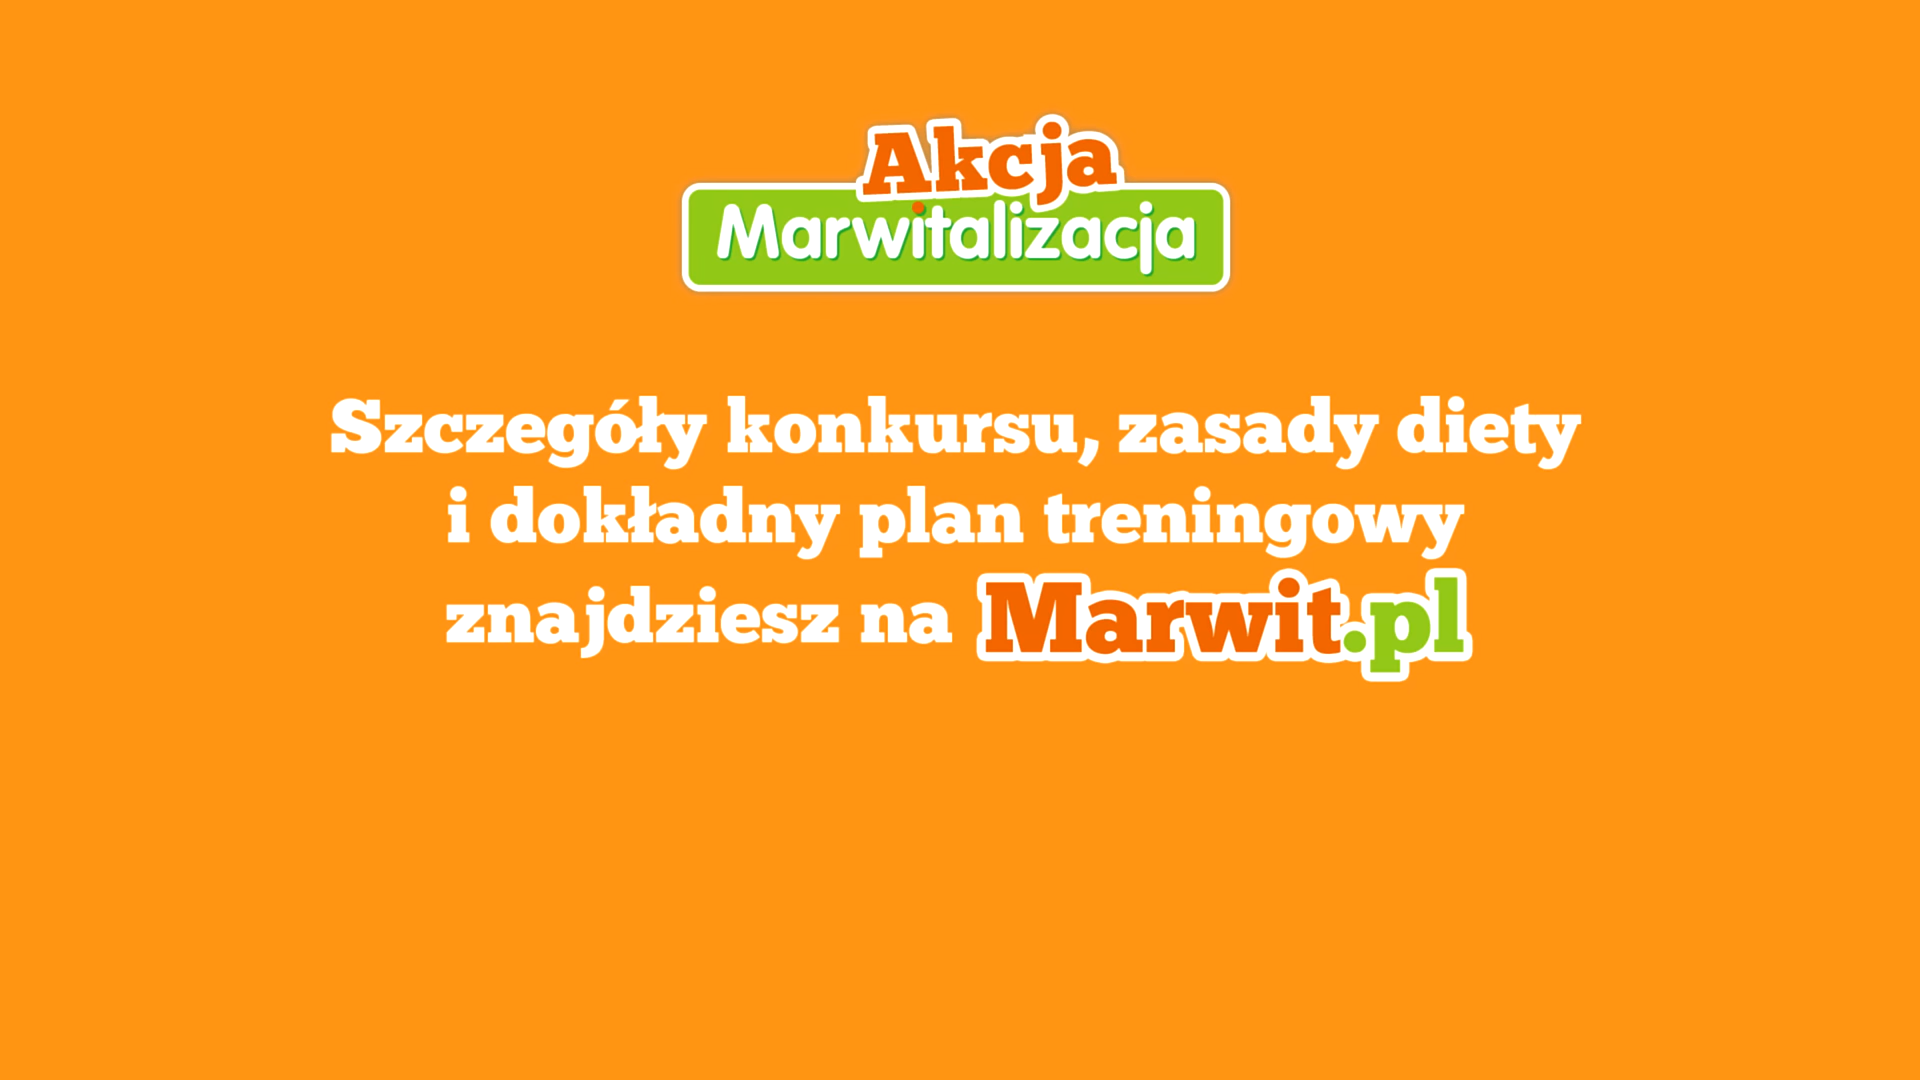 Akcja
Marwitalizacja
Szczegóły konkursu, zasady diety
i dokładny plan treningowy
znajdziesz na Marwit.pl